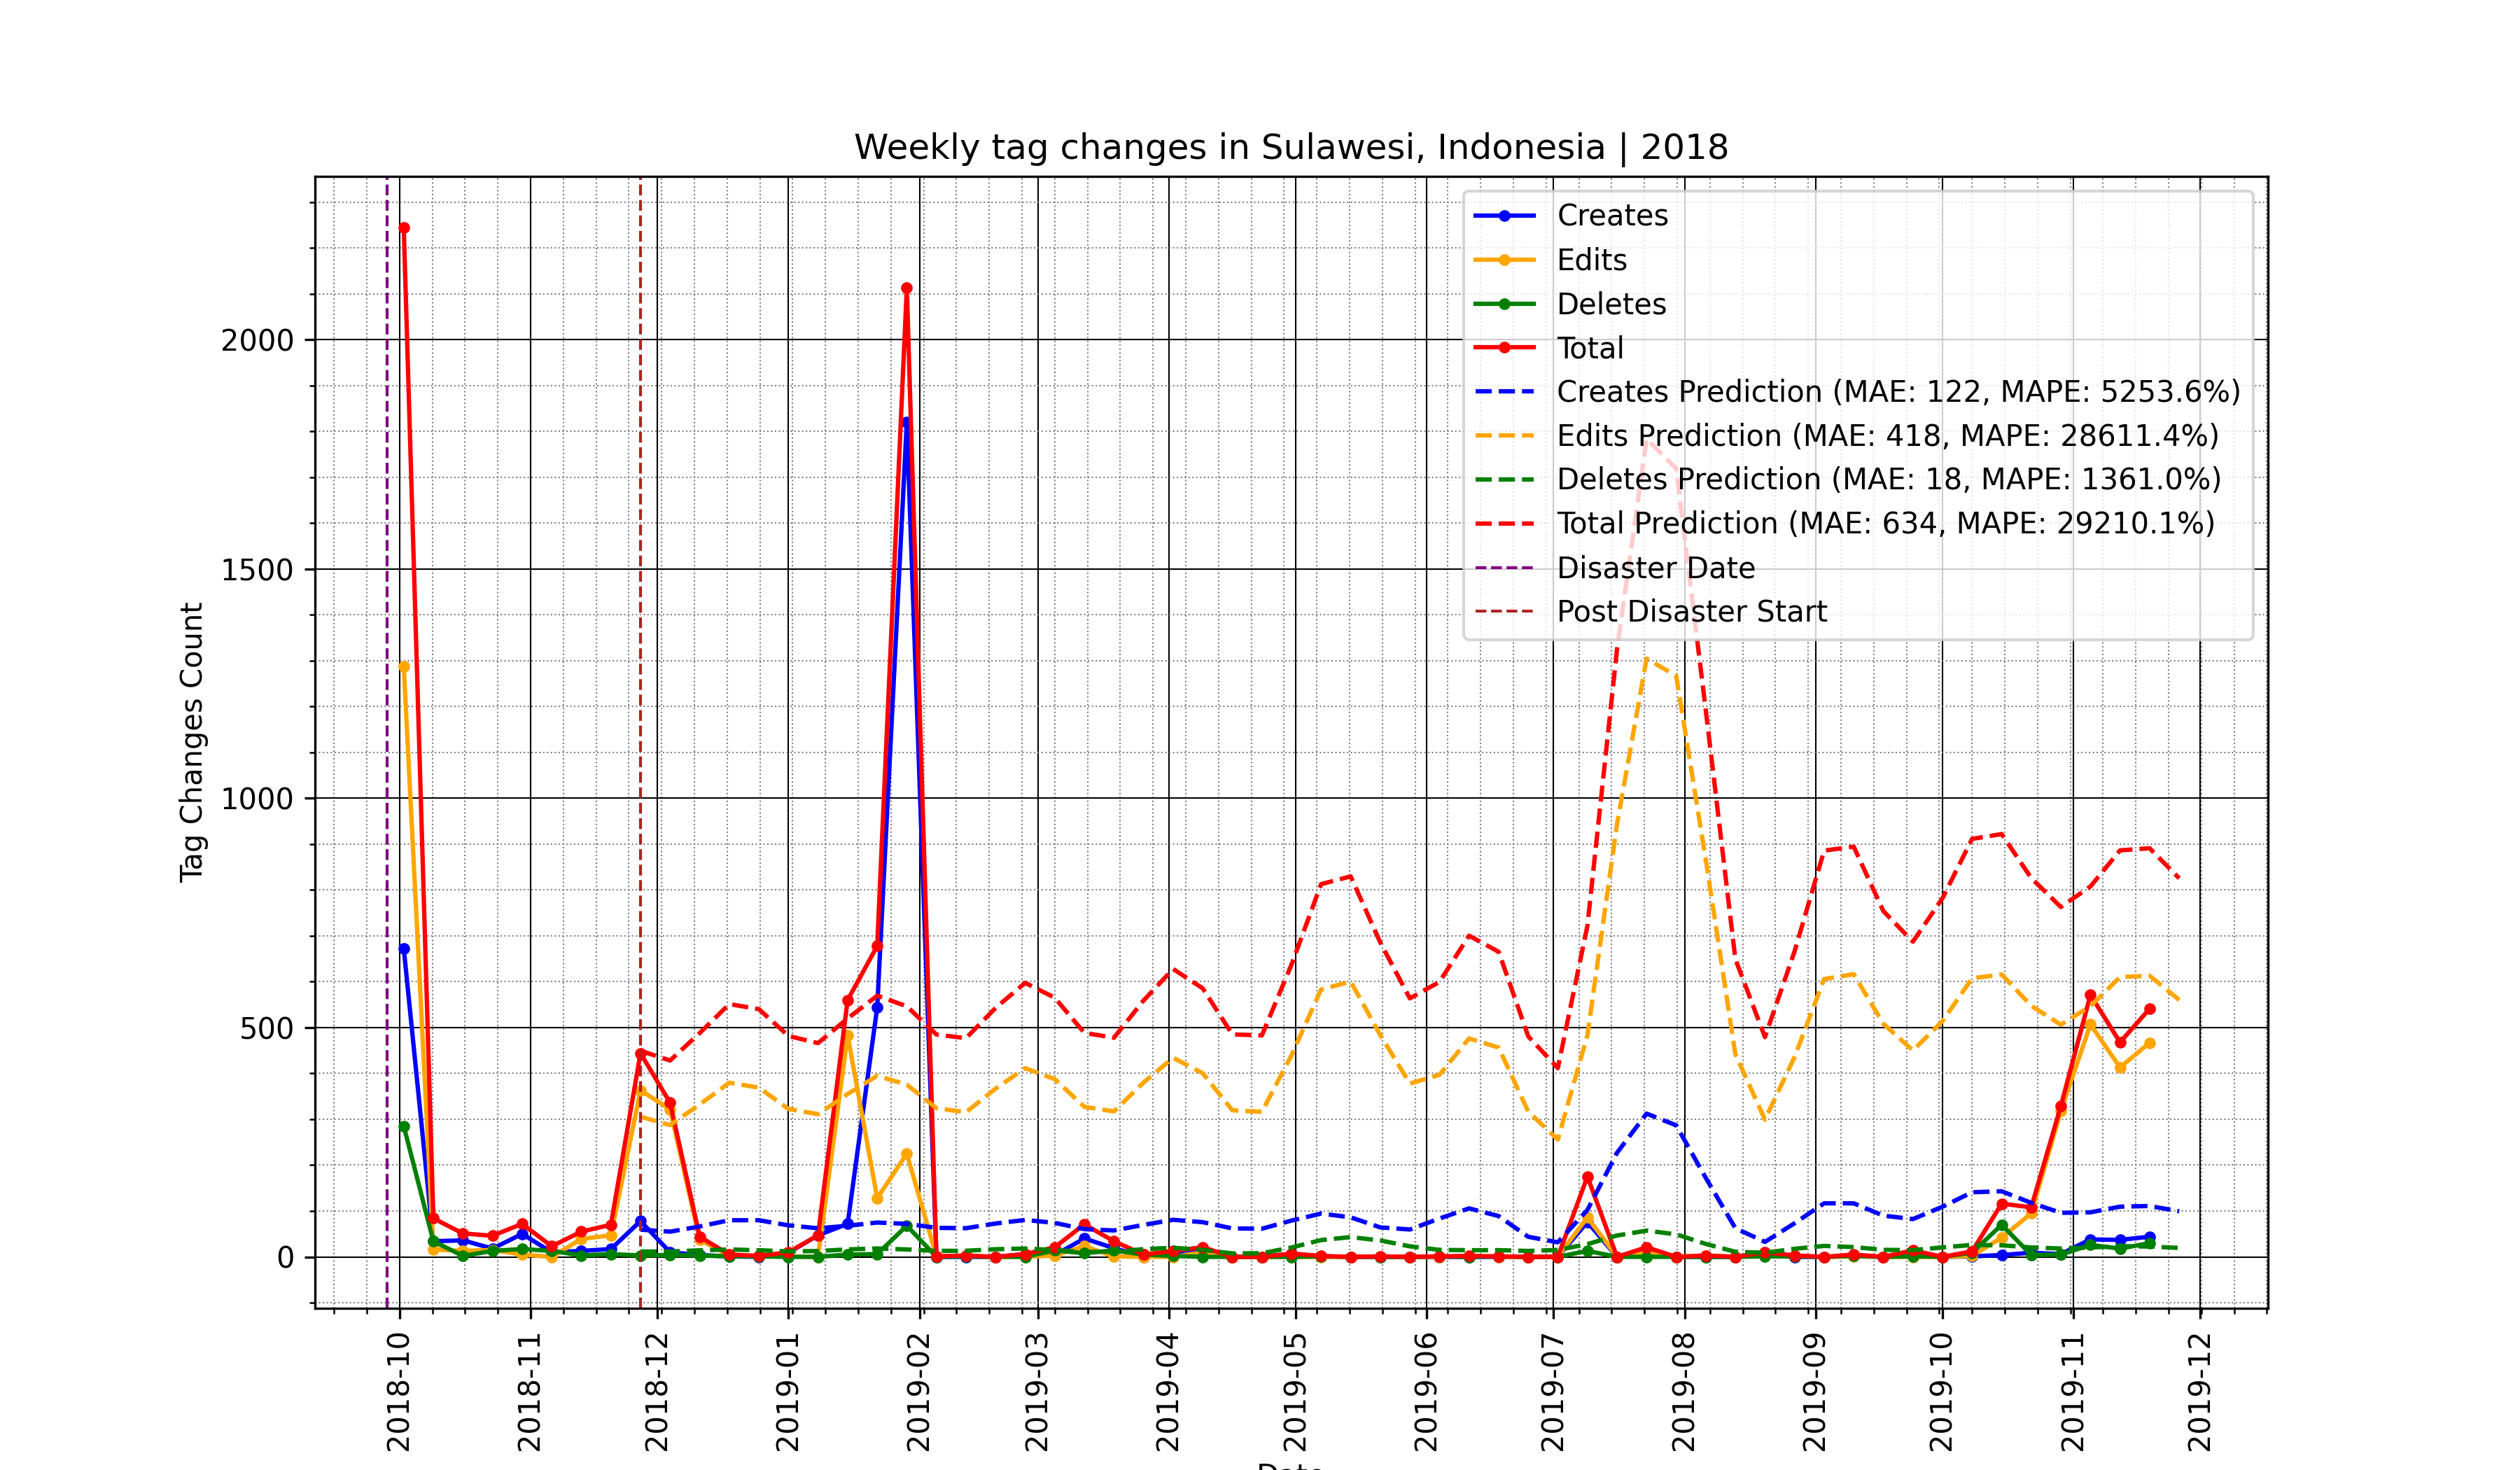 Weekly tag changes in Sulawesi, Indonesia | 2018
Creates
Edits
Deletes
Total
Creates Prediction (MAE: 122, MAPE: 5253.6%)
Edits Prediction (MAE: 418, MAPE: 28611.4%)
Deletes Prediction (MAE: 18, MAPE: 1361.0%)
Total Prediction (MAE: 634, MAPE: 29210.1%)
Disaster Date
Post Disaster Start
Tag Changes Count
2000
1500
1000
500
0
2018-10
2018-11
2018-12
2019-01
2019-02
2019-03
2019-04
2019-05
2019-06
2019-07
2019-08
2019-09
2019-10
2019-11
2019-12
Date